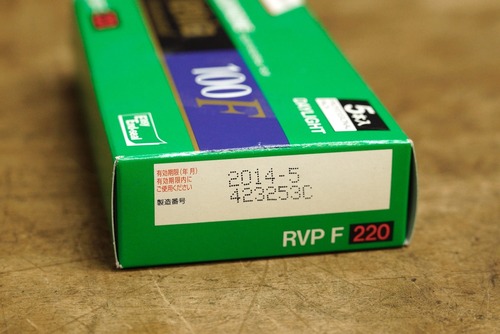 100F
DAYLIGHT
5本入
有効期限(年月)
有効期限内に
ご使用ください
2014-5
製造番号
423253C
RVP F 220